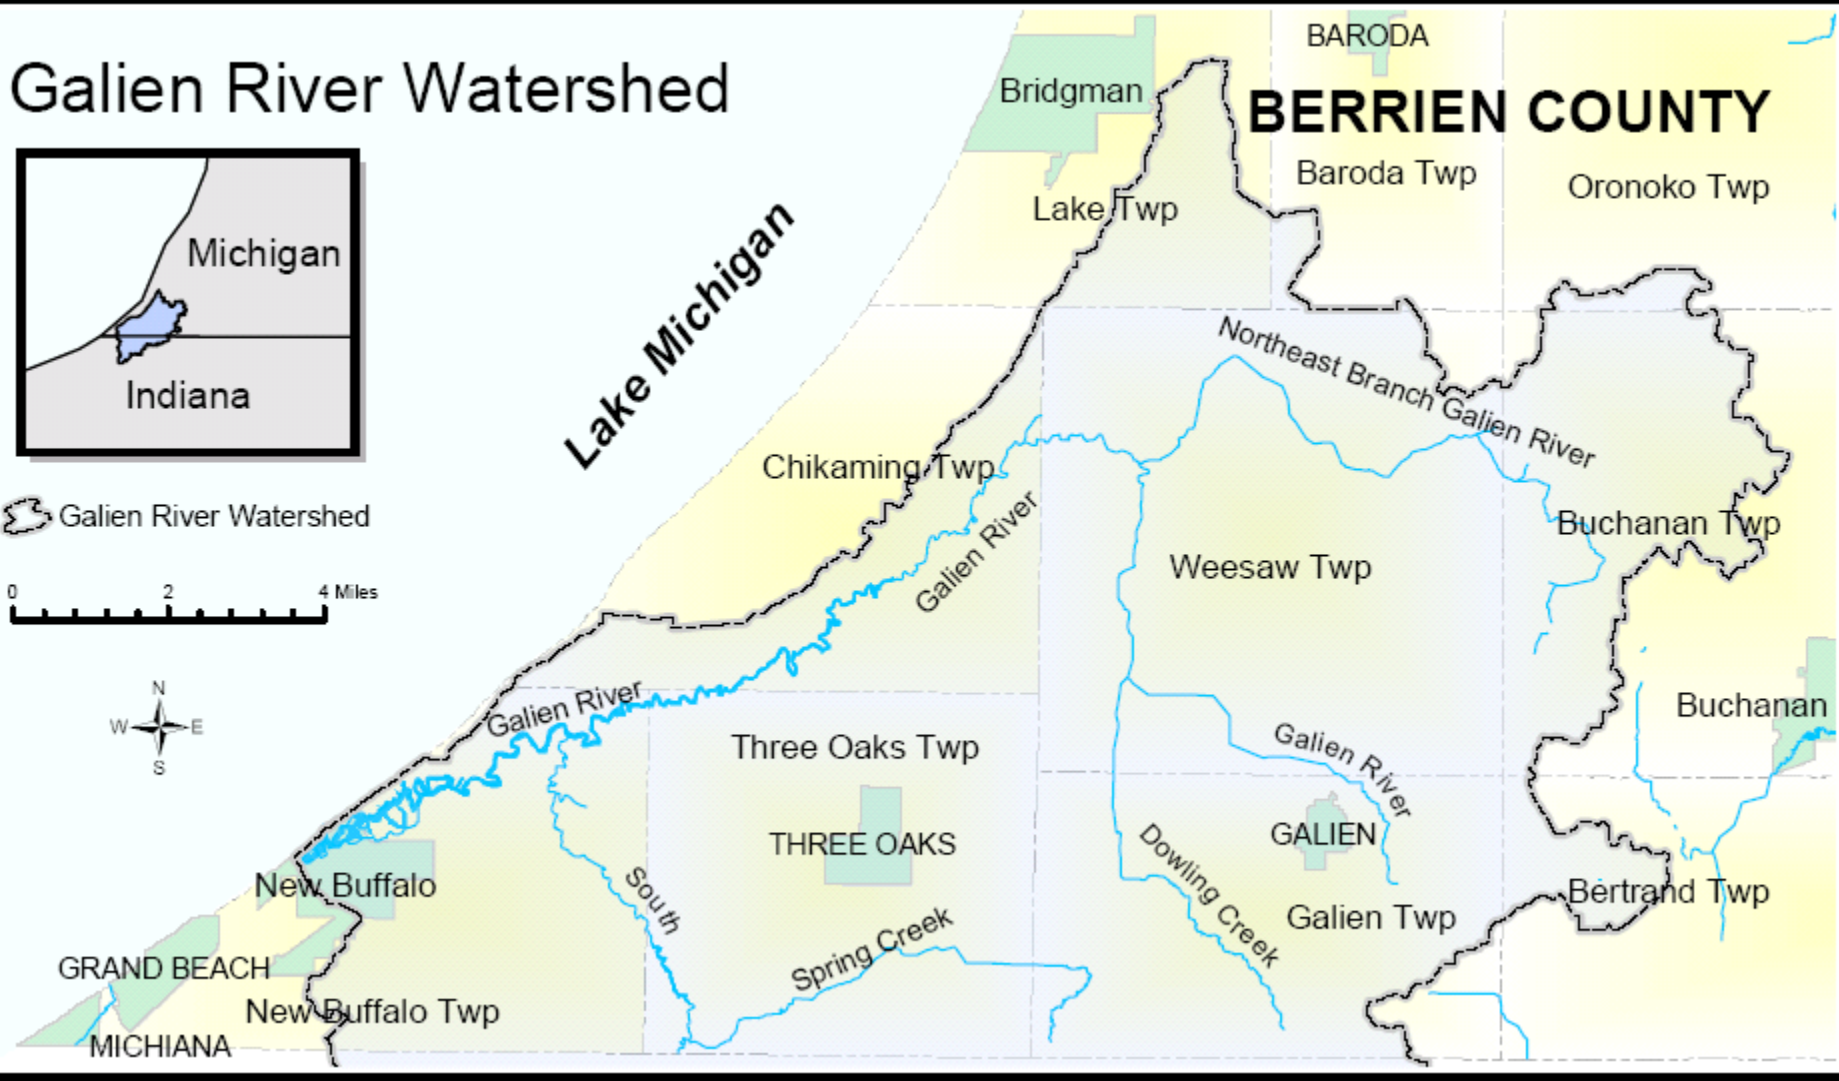 Galien River Watershed
Michigan
Indiana
Galien River Watershed
0 2 4 Miles
N
W E
S
Lake Michigan
BARODA
Bridgman
BERRIEN COUNTY
Baroda Twp
Oronoko Twp
Lake Twp
Northeast Branch Galien River
Chikaming Twp
Galien River
Buchanan Twp
Weesaw Twp
Galien River
Buchanan
Three Oaks Twp
Galien River
THREE OAKS
GALIEN
Dowling Creek
New Buffalo
South
Bertrand Twp
Galien Twp
Spring Creek
GRAND BEACH
New Buffalo Twp
MICHIANA